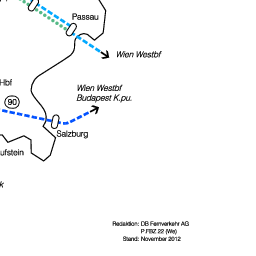 Passau
Wien Westbf
Hbf
Wien Westbf
Budapest K.pu.
90
Salzburg
ufstein
k
Redaktion: DB Fernverkehr AG
P.FBZ 22 (We)
Stand: November 2012